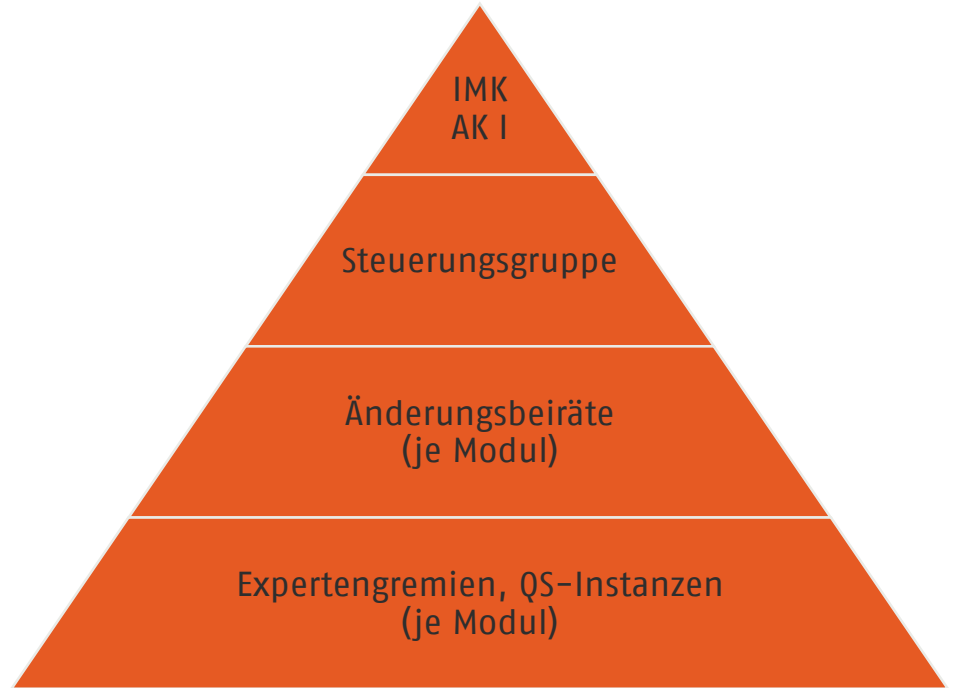 IMK
AK I
Steuerungsgruppe
Änderungsbeiräte
(je Modul)
Expertengremien, QS-Instanzen
(je Modul)